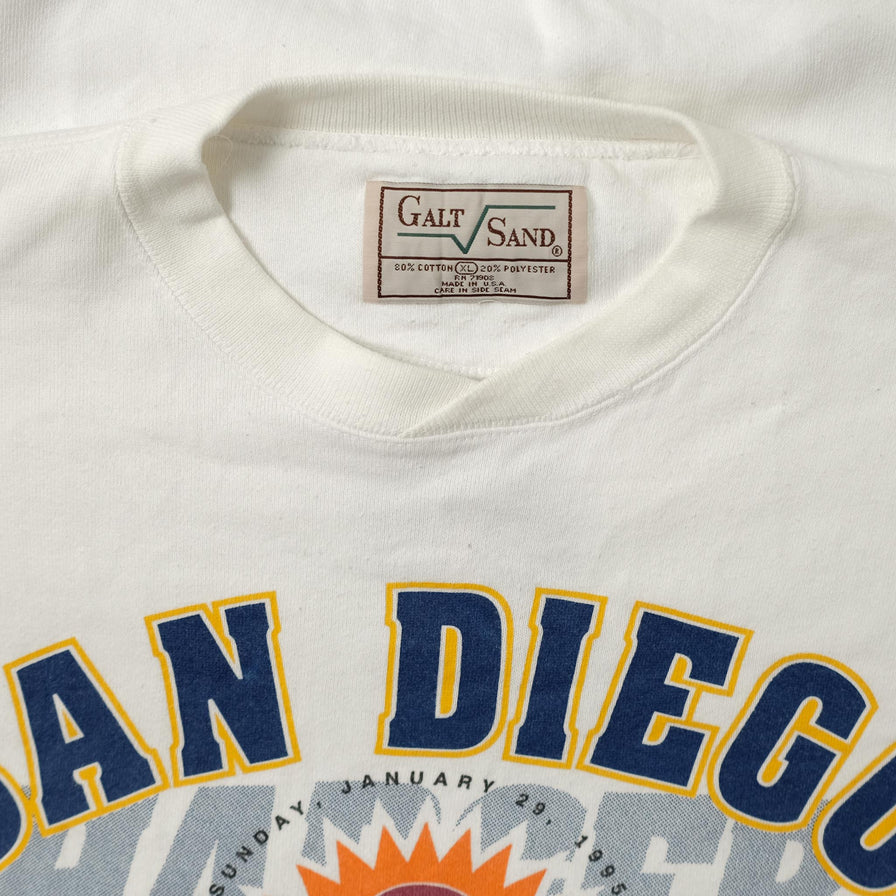 GALT SAND®
80% COTTON XL 20% POLYESTER
RN 71908
MADE IN U.S.A.
CARE IN SIDE SEAM
SAN DIEGO
SUNDAY, JANUARY 29, 1995